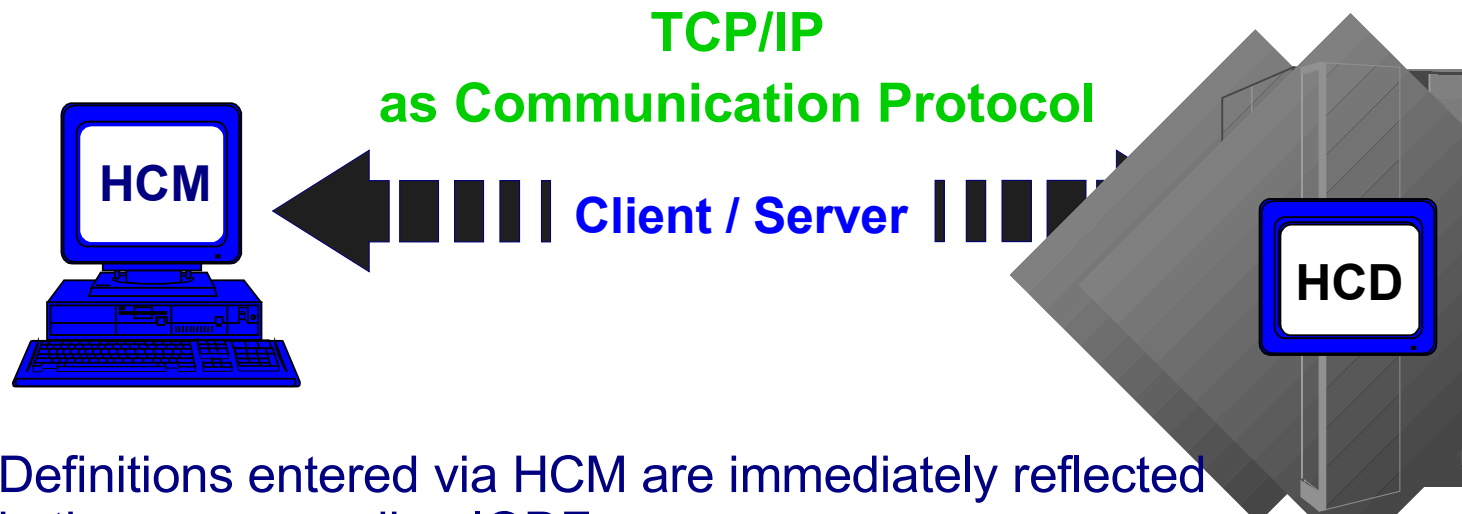 TCP/IP
as Communication Protocol
HCM
Client / Server
HCD
Definitions entered via HCM are immediately reflected